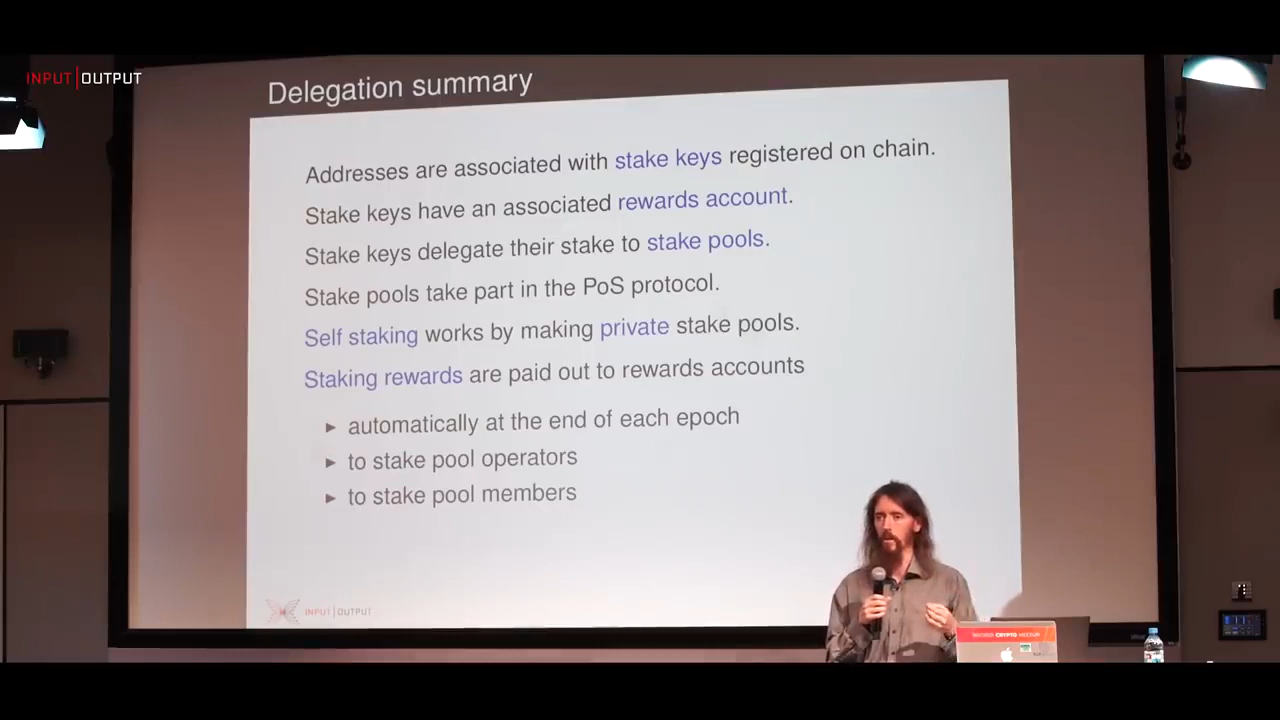 INPUT|OUTPUT
Delegation summary
Addresses are associated with stake keys registered on chain.
Stake keys have an associated rewards account.
Stake keys delegate their stake to stake pools.
Stake pools take part in the PoS protocol.
Self staking works by making private stake pools.
Staking rewards are paid out to rewards accounts
► automatically at the end of each epoch
► to stake pool operators
► to stake pool members
INPUT|OUTPUT
CRYPTO MEETUP